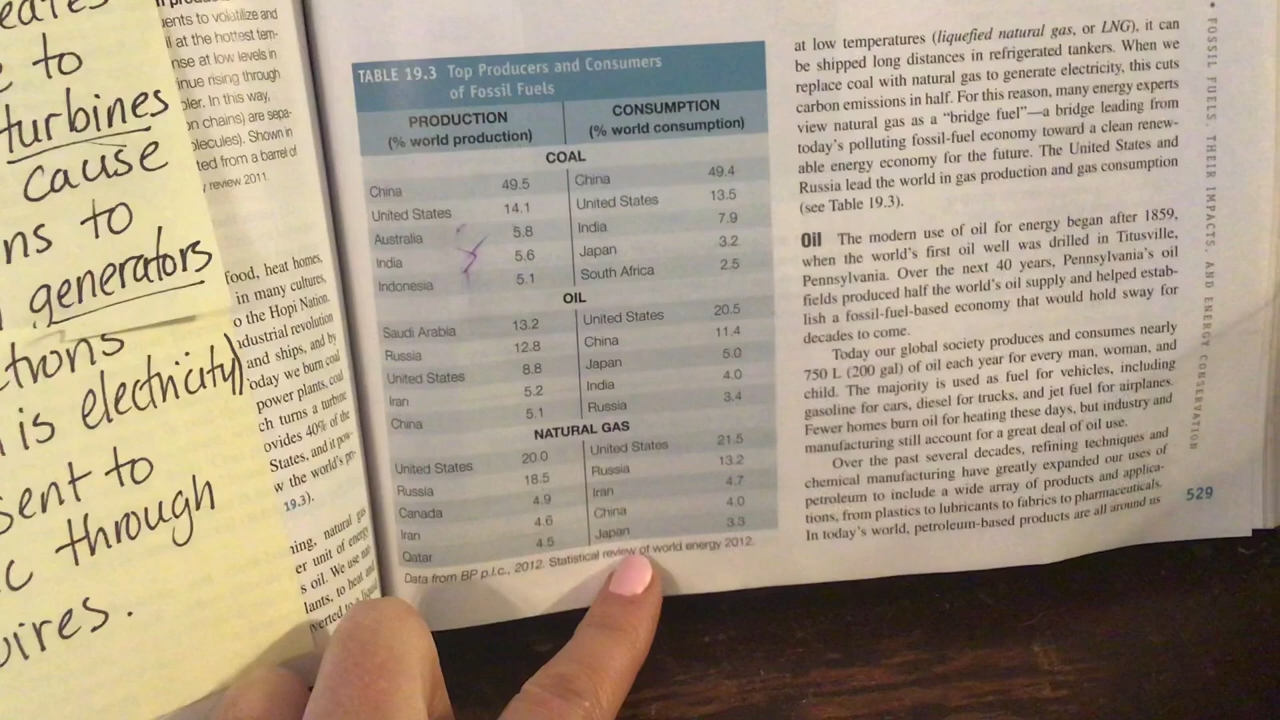 to
turbines
cause
ns to
generators
is electricity)
sent to
through
ents to volatilize and
il at the hottest tem-
nse at low levels in
inue rising through
oler. In this way,
on chains) are sepa-
olecules). Shown in
ted from a barrel of
review 2011.
food, heat homes,
in many cultures,
o the Hopi Nation.
ndustrial revolution
and ships, and by
oday we burn coal
power plants, coal
ch turns a turbine
ovides 40% of the
States, and it pow-
w the world's pr-
19.3).
ning, natural gas
er unit of energy
s oil. We use nat-
lants, to heat and
TABLE 19.3 Top Producers and Consumers
of Fossil Fuels
PRODUCTION CONSUMPTION
(% world production) (% world consumption)
COAL
China 49.5 China 49.4
United States 14.1 United States 13.5
Australia 5.8 India 7.9
India 5.6 Japan 3.2
Indonesia 5.1 South Africa 2.5
OIL
Saudi Arabia 13.2 United States 20.5
Russia 12.8 China 11.4
United States 8.8 Japan 5.0
Iran 5.2 India 4.0
China 5.1 Russia 3.4
NATURAL GAS
United States 20.0 United States 21.5
Russia 18.5 Russia 13.2
Canada 4.9 Iran 4.7
Iran 4.6 China 4.0
Qatar 4.5 Japan 3.3
Data from BP p.l.c., 2012. Statistical review of world energy 2012.
at low temperatures (liquefied natural gas, or LNG), it can
be shipped long distances in refrigerated tankers. When we
replace coal with natural gas to generate electricity, this cuts
carbon emissions in half. For this reason, many energy experts
view natural gas as a "bridge fuel"—a bridge leading from
today's polluting fossil-fuel economy toward a clean renew-
able energy economy for the future. The United States and
Russia lead the world in gas production and gas consumption
(see Table 19.3).
Oil The modern use of oil for energy began after 1859,
when the world's first oil well was drilled in Titusville,
Pennsylvania. Over the next 40 years, Pennsylvania's oil
fields produced half the world's oil supply and helped estab-
lish a fossil-fuel-based economy that would hold sway for
decades to come.
Today our global society produces and consumes nearly
750 L (200 gal) of oil each year for every man, woman, and
child. The majority is used as fuel for vehicles, including
gasoline for cars, diesel for trucks, and jet fuel for airplanes.
Fewer homes burn oil for heating these days, but industry and
manufacturing still account for a great deal of oil use.
Over the past several decades, refining techniques and
chemical manufacturing have greatly expanded our uses of
petroleum to include a wide array of products and applica-
tions, from plastics to lubricants to fabrics to pharmaceuticals.
In today's world, petroleum-based products are all around us
• FOSSIL FUELS, THEIR IMPACTS, AND ENERGY CONSERVATION
529